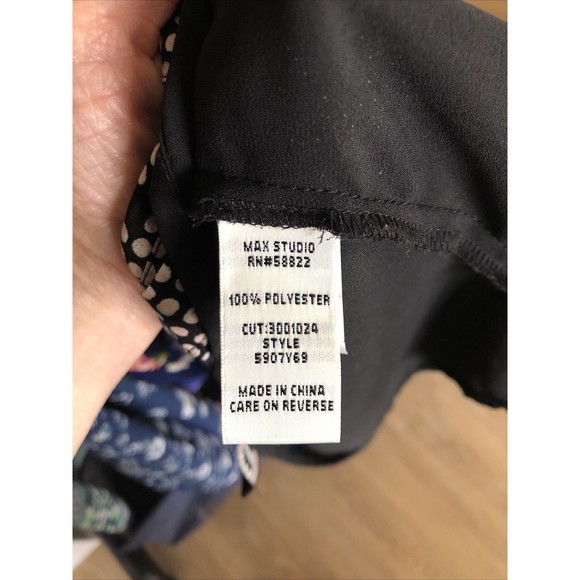 MAX STUDIO
RN#58822
100% POLYESTER
CUT:3001024
STYLE
5907Y69
MADE IN CHINA
CARE ON REVERSE